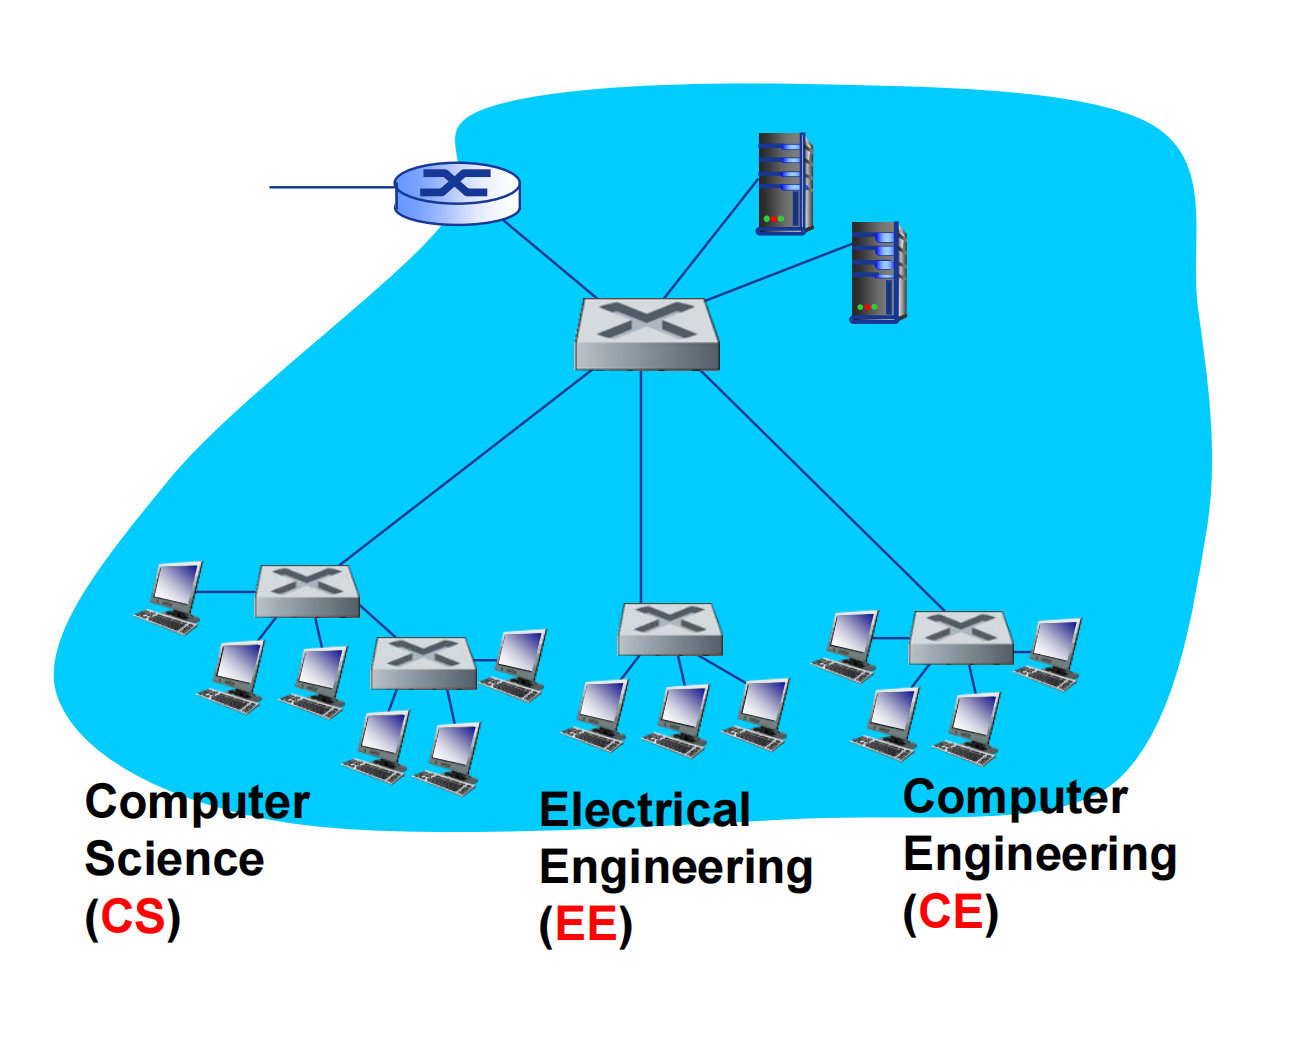 Computer
Science
(CS)
Electrical
Engineering
(EE)
Computer
Engineering
(CE)